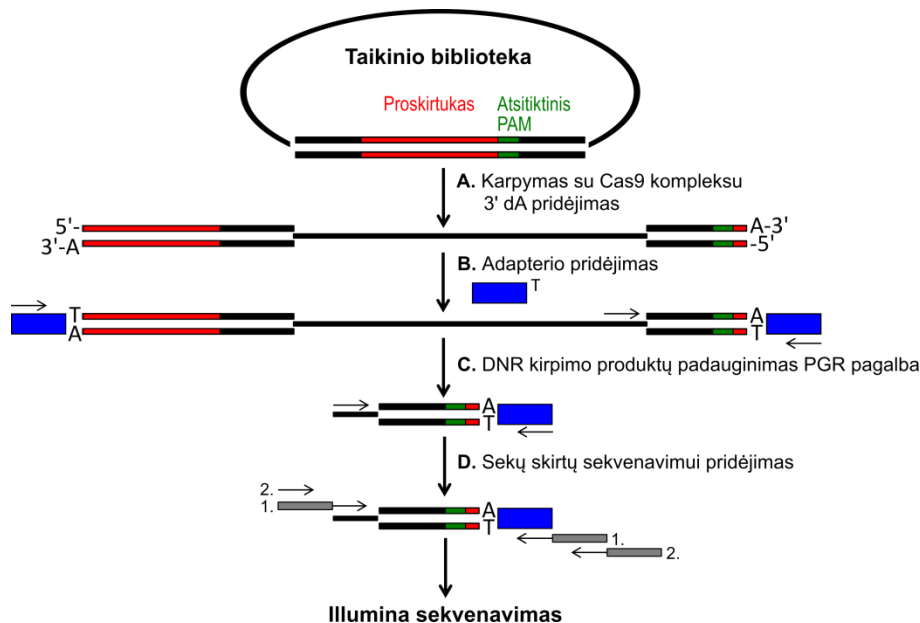 Taikinio biblioteka
Proskirtukas
Atsitiktinis
PAM
A. Karpymas su Cas9 kompleksu
3' dA pridėjimas
5'-
A-3'
3'-A
-5'
B. Adapterio pridėjimas
T
T
A
A
T
C. DNR kirpimo produktų padauginimas PGR pagalba
A
T
D. Sekų skirtų sekvenavimui pridėjimas
2.
1.
A
T
1.
2.
Illumina sekvenavimas